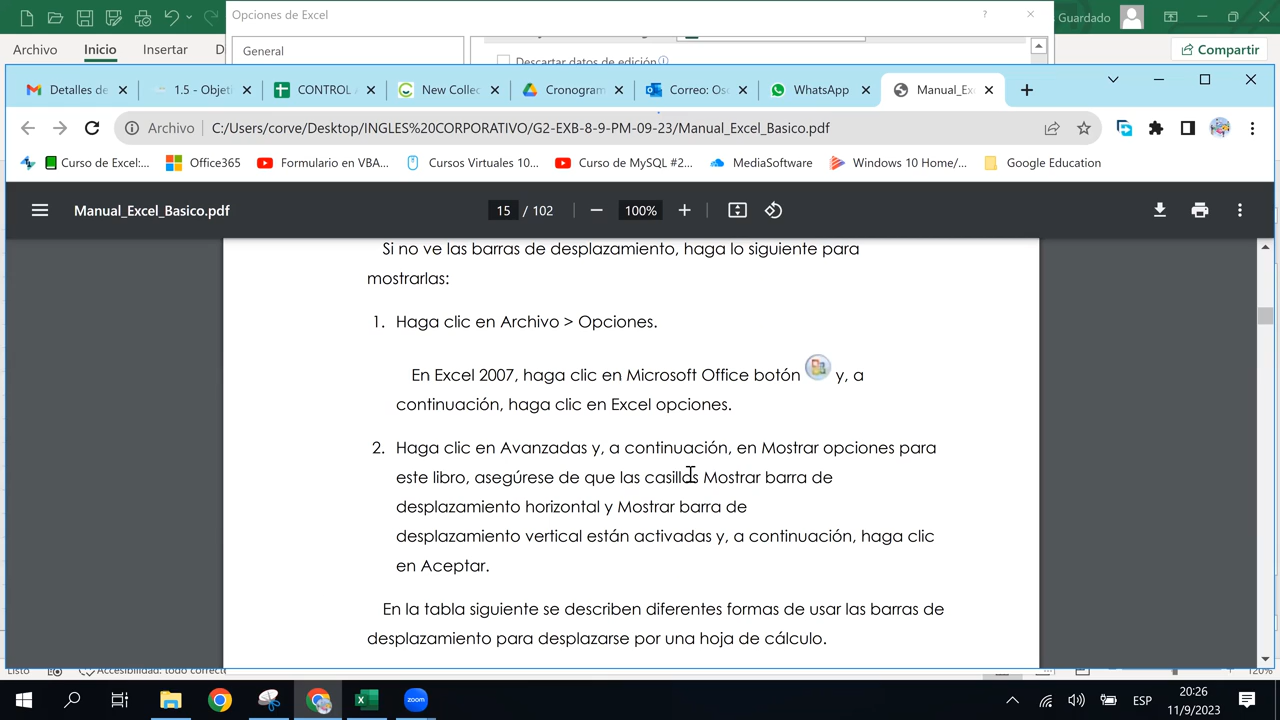 Opciones de Excel
Guardado
Archivo Inicio Insertar D
General
Descartar datos de edición
Compartir
Detalles de 1.5 - Objeti CONTROL A New Collec Cronogram Correo: Os WhatsApp Manual_Exc
Archivo C:/Users/corve/Desktop/INGLES%20CORPORATIVO/G2-EXB-8-9-PM-09-23/Manual_Excel_Basico.pdf
Curso de Excel:... Office365 Formulario en VBA... Cursos Virtuales 10... Curso de MySQL #2... MediaSoftware Windows 10 Home/... Google Education
Manual_Excel_Basico.pdf 15 / 102 100%
Si no ve las barras de desplazamiento, haga lo siguiente para
mostrarlas:
1. Haga clic en Archivo > Opciones.
En Excel 2007, haga clic en Microsoft Office botón y, a
continuación, haga clic en Excel opciones.
2. Haga clic en Avanzadas y, a continuación, en Mostrar opciones para
este libro, asegúrese de que las casillas Mostrar barra de
desplazamiento horizontal y Mostrar barra de
desplazamiento vertical están activadas y, a continuación, haga clic
en Aceptar.
En la tabla siguiente se describen diferentes formas de usar las barras de
desplazamiento para desplazarse por una hoja de cálculo.
Listo Accesibilidad: todo correct 120%
zoom ESP 20:26
11/9/2023